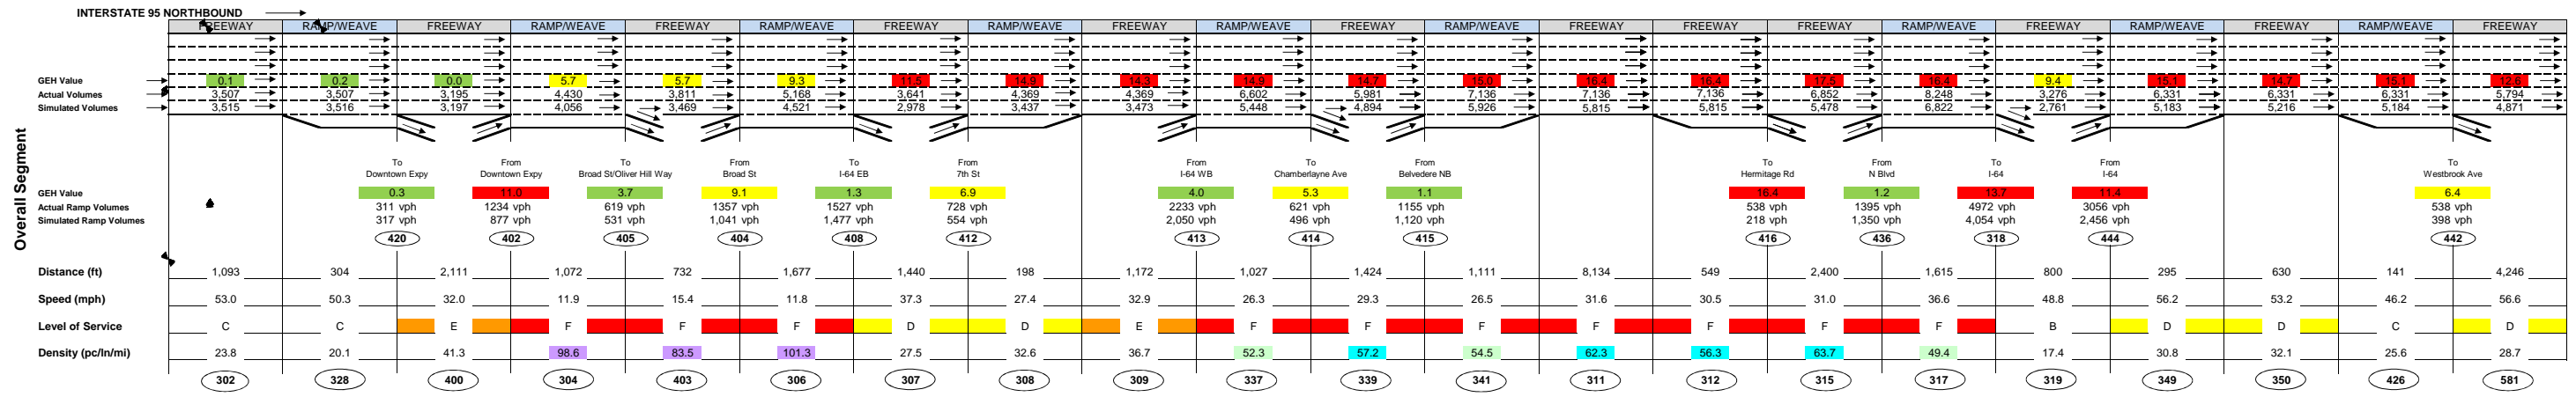 INTERSTATE 95 NORTHBOUND
FREEWAY RAMP/WEAVE FREEWAY RAMP/WEAVE FREEWAY RAMP/WEAVE FREEWAY RAMP/WEAVE FREEWAY RAMP/WEAVE FREEWAY RAMP/WEAVE FREEWAY FREEWAY FREEWAY RAMP/WEAVE FREEWAY RAMP/WEAVE FREEWAY RAMP/WEAVE FREEWAY
GEH Value 0.1 0.2 0.0 5.7 5.7 9.3 11.5 14.9 14.3 14.9 14.7 15.0 16.4 16.4 17.5 16.4 9.4 15.1 14.7 15.1 12.6
Actual Volumes 3,507 3,507 3,195 4,430 3,811 5,168 3,641 4,369 4,369 6,602 5,981 7,136 7,136 7,136 6,852 8,248 3,276 6,331 6,331 6,331 5,794
Simulated Volumes 3,515 3,516 3,197 4,056 3,469 4,521 2,978 3,437 3,473 5,448 4,894 5,926 5,815 5,815 5,478 6,822 2,761 5,183 5,216 5,184 4,871
Overall Segment
To From To From To From From To From To From To From To
Downtown Expy Downtown Expy Broad St/Oliver Hill Way Broad St I-64 EB 7th St I-64 WB Chamberlayne Ave Belvedere NB Hermitage Rd N Blvd I-64 I-64 Westbrook Ave
GEH Value 0.3 11.0 3.7 9.1 1.3 6.9 4.0 5.3 1.1 16.4 1.2 13.7 11.4 6.4
Actual Ramp Volumes 311 vph 1234 vph 619 vph 1357 vph 1527 vph 728 vph 2233 vph 621 vph 1155 vph 538 vph 1395 vph 4972 vph 3056 vph 538 vph
Simulated Ramp Volumes 317 vph 877 vph 531 vph 1,041 vph 1,477 vph 554 vph 2,050 vph 496 vph 1,120 vph 218 vph 1,350 vph 4,054 vph 2,456 vph 398 vph
420 402 405 404 408 412 413 414 415 416 436 318 444 442
Distance (ft) 1,093 304 2,111 1,072 732 1,677 1,440 198 1,172 1,027 1,424 1,111 8,134 549 2,400 1,615 800 295 630 141 4,246
Speed (mph) 53.0 50.3 32.0 11.9 15.4 11.8 37.3 27.4 32.9 26.3 29.3 26.5 31.6 30.5 31.0 36.6 48.8 56.2 53.2 46.2 56.6
Level of Service C C E F F F D D E F F F F F F F B D D C D
Density (pc/ln/mi) 23.8 20.1 41.3 98.6 83.5 101.3 27.5 32.6 36.7 52.3 57.2 54.5 62.3 56.3 63.7 49.4 17.4 30.8 32.1 25.6 28.7
302 328 400 304 403 306 307 308 309 337 339 341 311 312 315 317 319 349 350 426 581